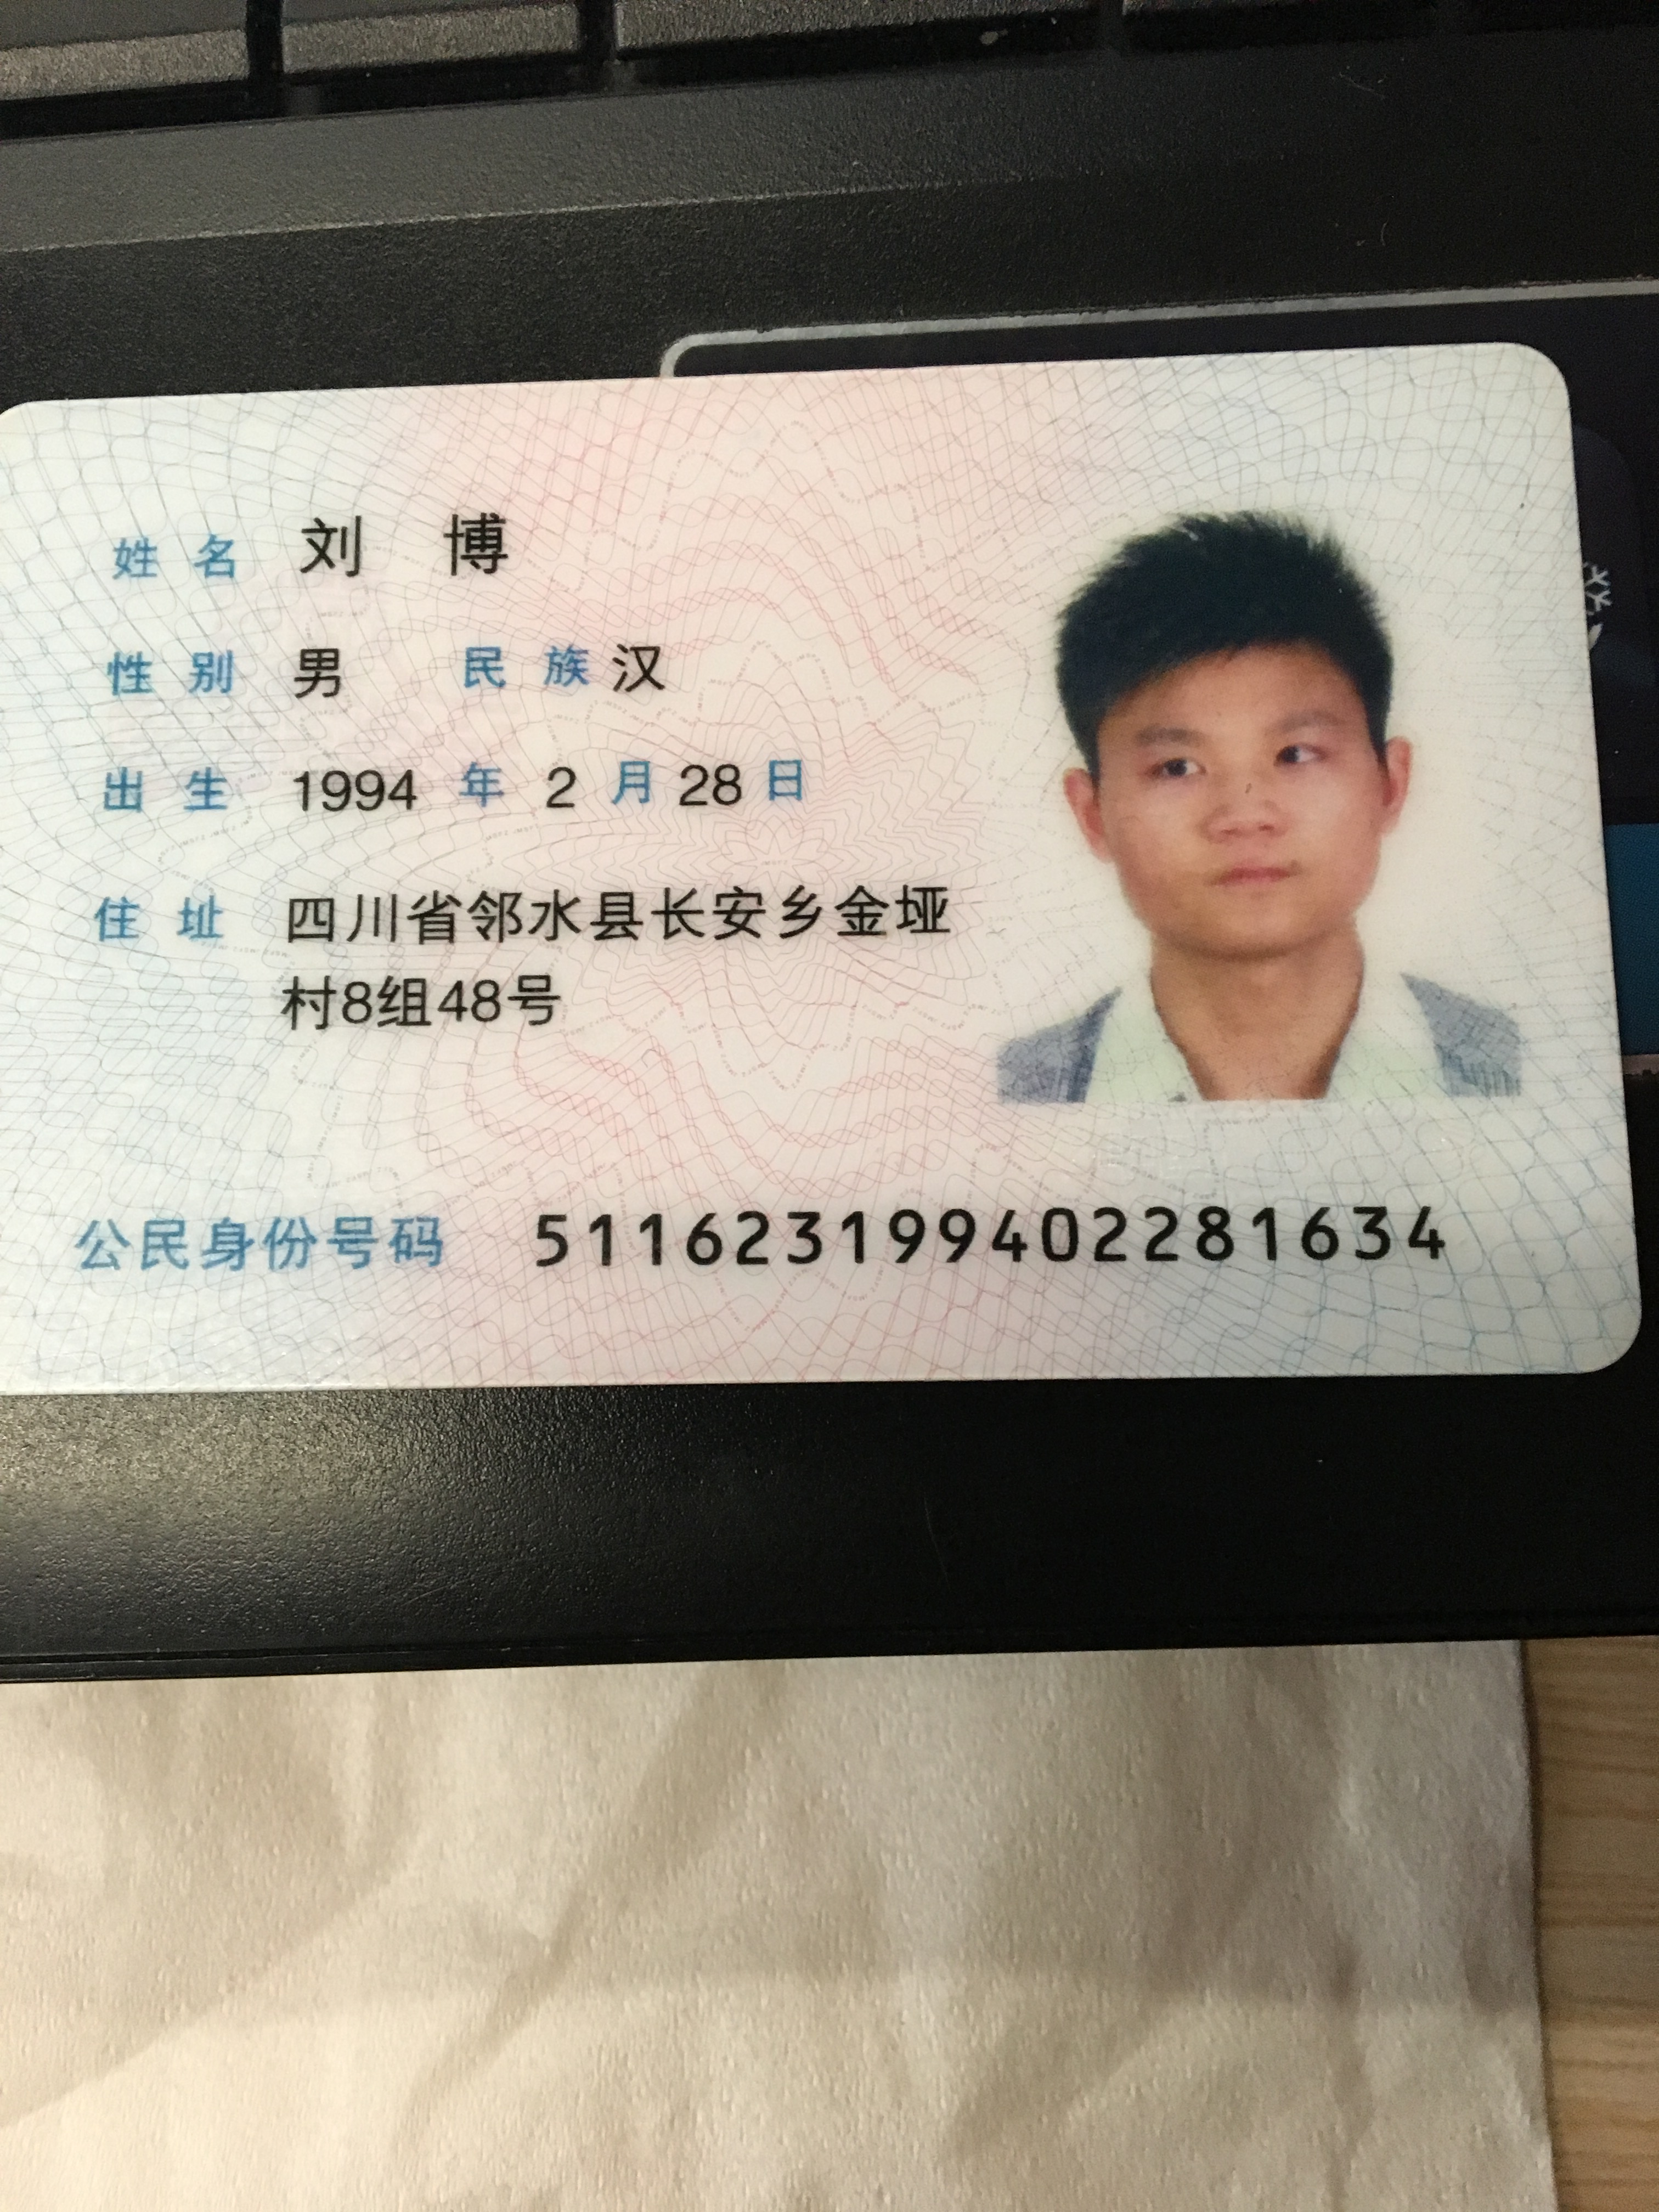 姓名 刘博
性别 男 民族 汉
出生 1994 年 2 月 28 日
住址 四川省邻水县长安乡金垭
村8组48号
公民身份号码 511623199402281634